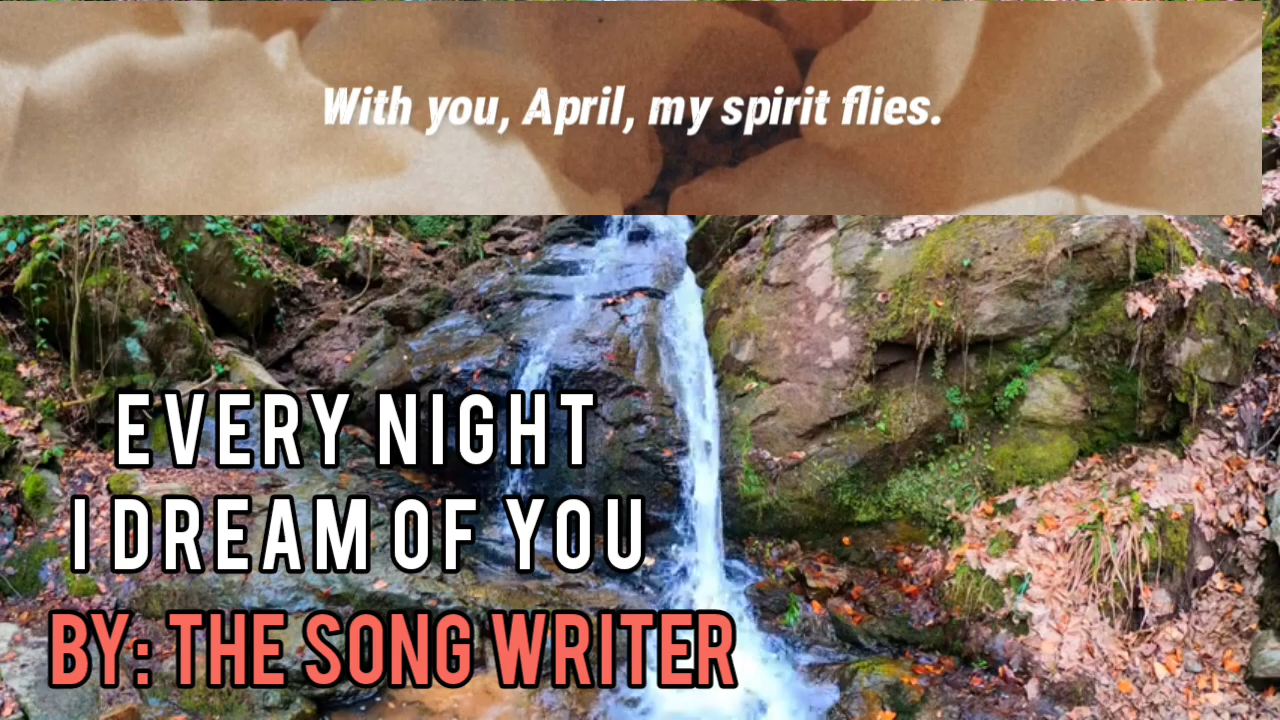 With you, April, my spirit flies.
EVERY NIGHT
I DREAM OF YOU
BY: THE SONG WRITER